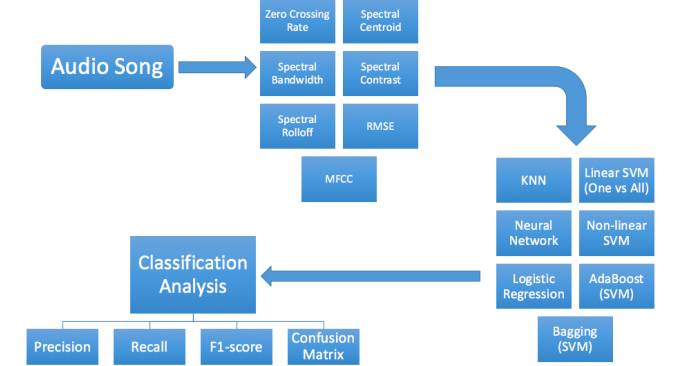 Audio Song
Zero Crossing
Rate
Spectral
Centroid
Spectral
Bandwidth
Spectral
Contrast
Spectral
Rolloff
RMSE
MFCC
KNN
Linear SVM
(One vs All)
Neural
Network
Non-linear
SVM
Logistic
Regression
AdaBoost
(SVM)
Bagging
(SVM)
Classification
Analysis
Precision
Recall
F1-score
Confusion
Matrix